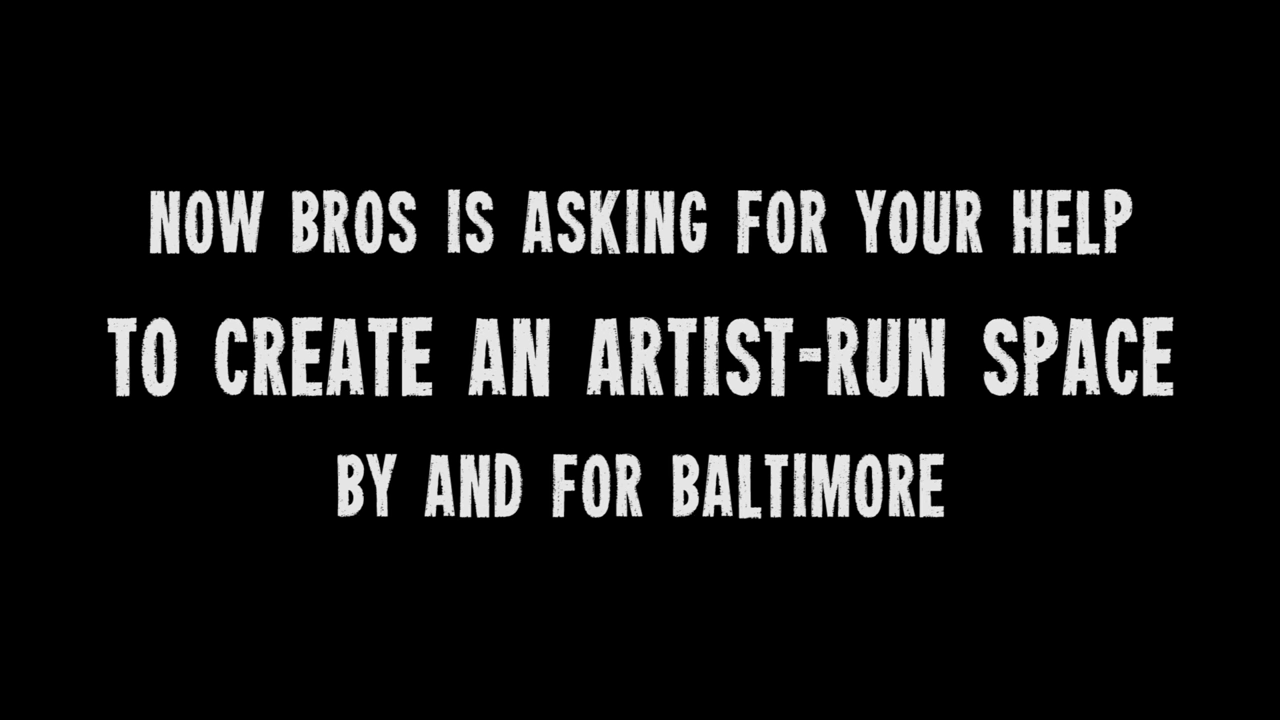 NOW BROS IS ASKING FOR YOUR HELP
TO CREATE AN ARTIST-RUN SPACE
BY AND FOR BALTIMORE